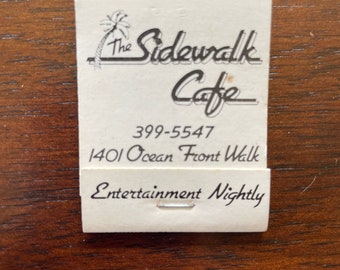 The Sidewalk
Cafe
399-5547
1401 Ocean Front Walk
Entertainment Nightly